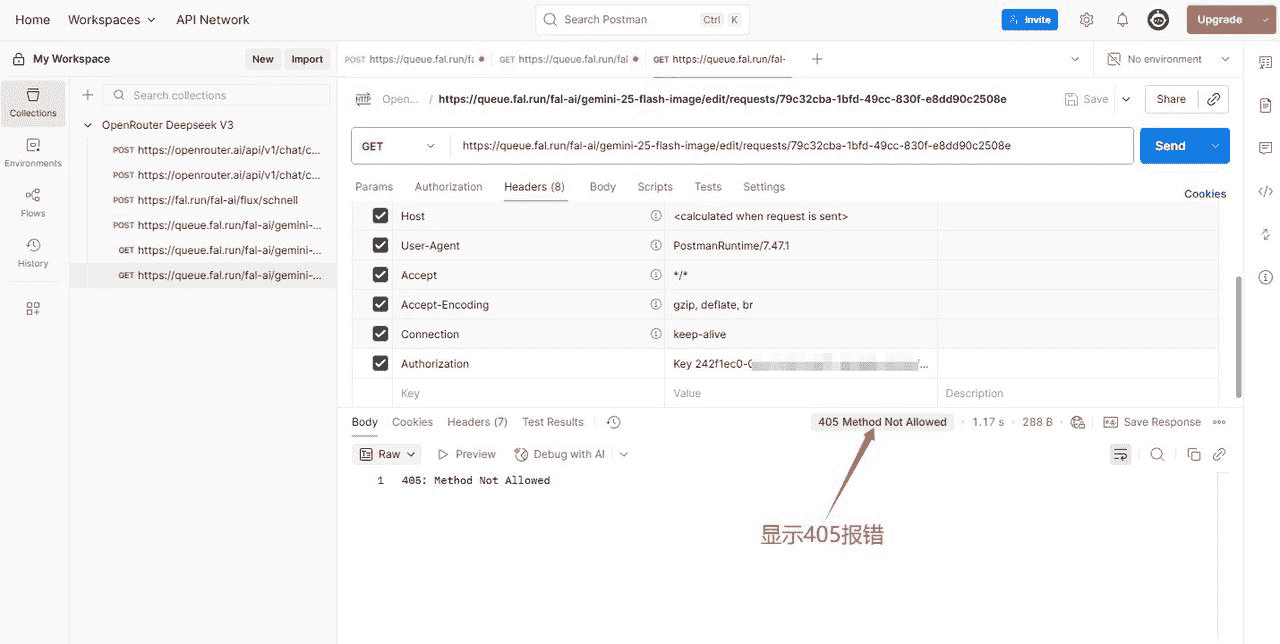 Home Workspaces API Network Search Postman Ctrl K Invite Upgrade
My Workspace New Import POST https://queue.fal.run/fa GET https://queue.fal.run/fal GET https://queue.fal.run/fal- No environment
Search collections
Collections
Environments
Flows
History
OpenRouter Deepseek V3
POST https://openrouter.ai/api/v1/chat/c...
POST https://openrouter.ai/api/v1/chat/c...
POST https://fal.run/fal-ai/flux/schnell
POST https://queue.fal.run/fal-ai/gemini-...
GET https://queue.fal.run/fal-ai/gemini-...
GET https://queue.fal.run/fal-ai/gemini-...
HTTP Open... / https://queue.fal.run/fal-ai/gemini-25-flash-image/edit/requests/79c32cba-1bfd-49cc-830f-e8dd90c2508e Save Share
GET https://queue.fal.run/fal-ai/gemini-25-flash-image/edit/requests/79c32cba-1bfd-49cc-830f-e8dd90c2508e Send
Params Authorization Headers (8) Body Scripts Tests Settings Cookies
Host <calculated when request is sent>
User-Agent PostmanRuntime/7.47.1
Accept */*
Accept-Encoding gzip, deflate, br
Connection keep-alive
Authorization Key 242f1ec0-
Key Value Description
Body Cookies Headers (7) Test Results 405 Method Not Allowed 1.17 s 288 B Save Response
Raw Preview Debug with AI
1 405: Method Not Allowed
显示405报错